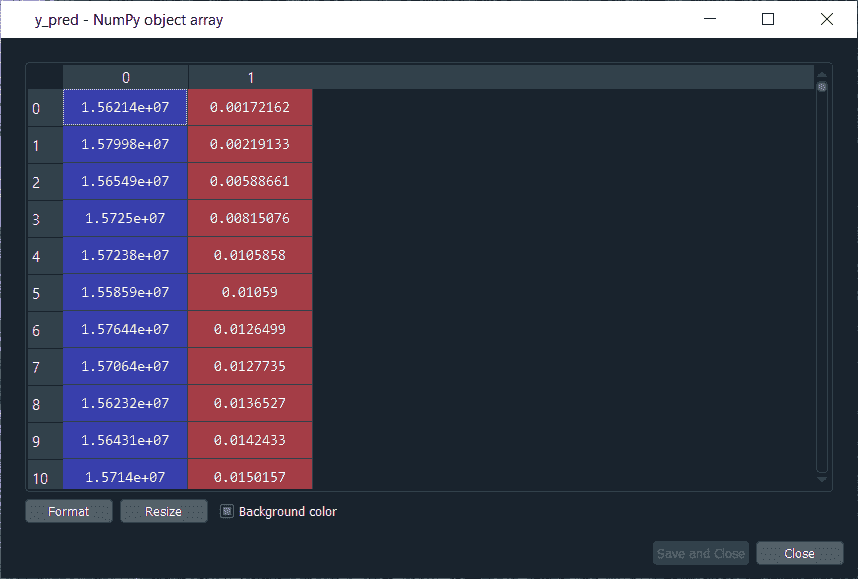 y_pred - NumPy object array
0 1
0 1.56214e+07 0.00172162
1 1.57998e+07 0.00219133
2 1.56549e+07 0.00588661
3 1.5725e+07 0.00815076
4 1.57238e+07 0.0105858
5 1.55859e+07 0.01059
6 1.57644e+07 0.0126499
7 1.57064e+07 0.0127735
8 1.56232e+07 0.0136527
9 1.56431e+07 0.0142433
10 1.5714e+07 0.0150157
Format Resize Background color
Save and Close Close